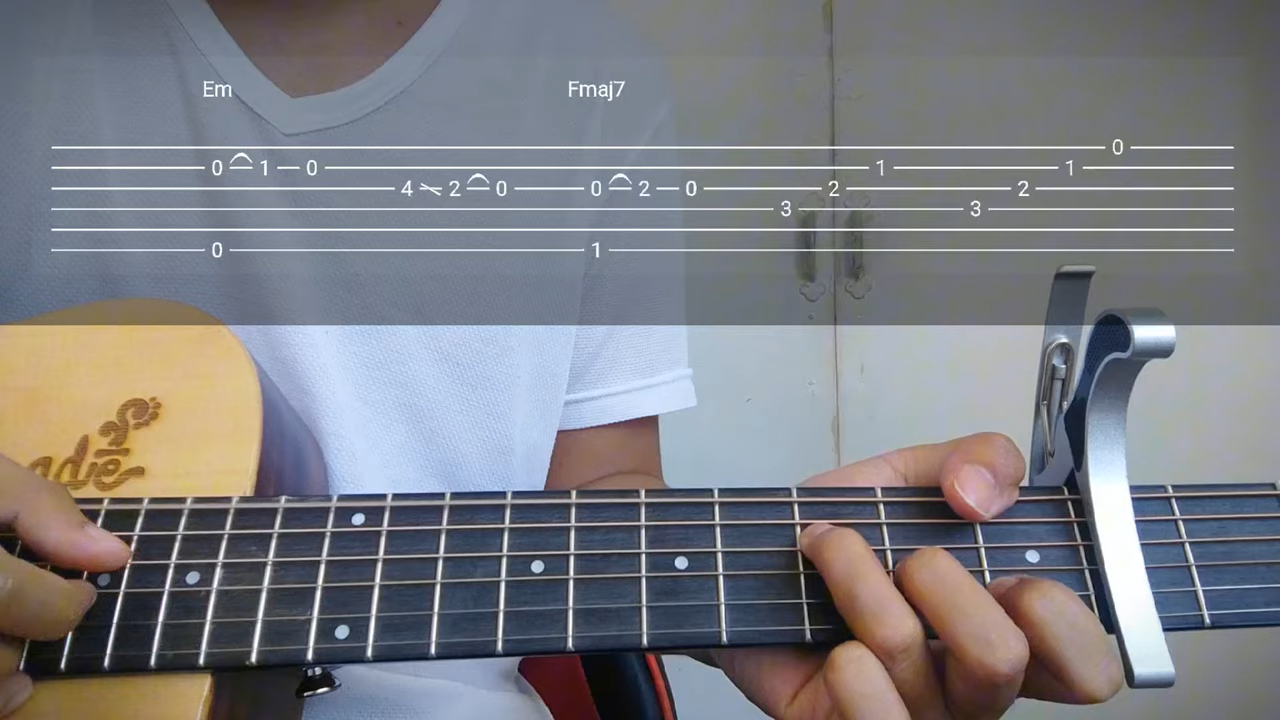 Em Fmaj7
0
0 1 0 1 1
4 2 0 0 2 0 2 2
3 3
0 1